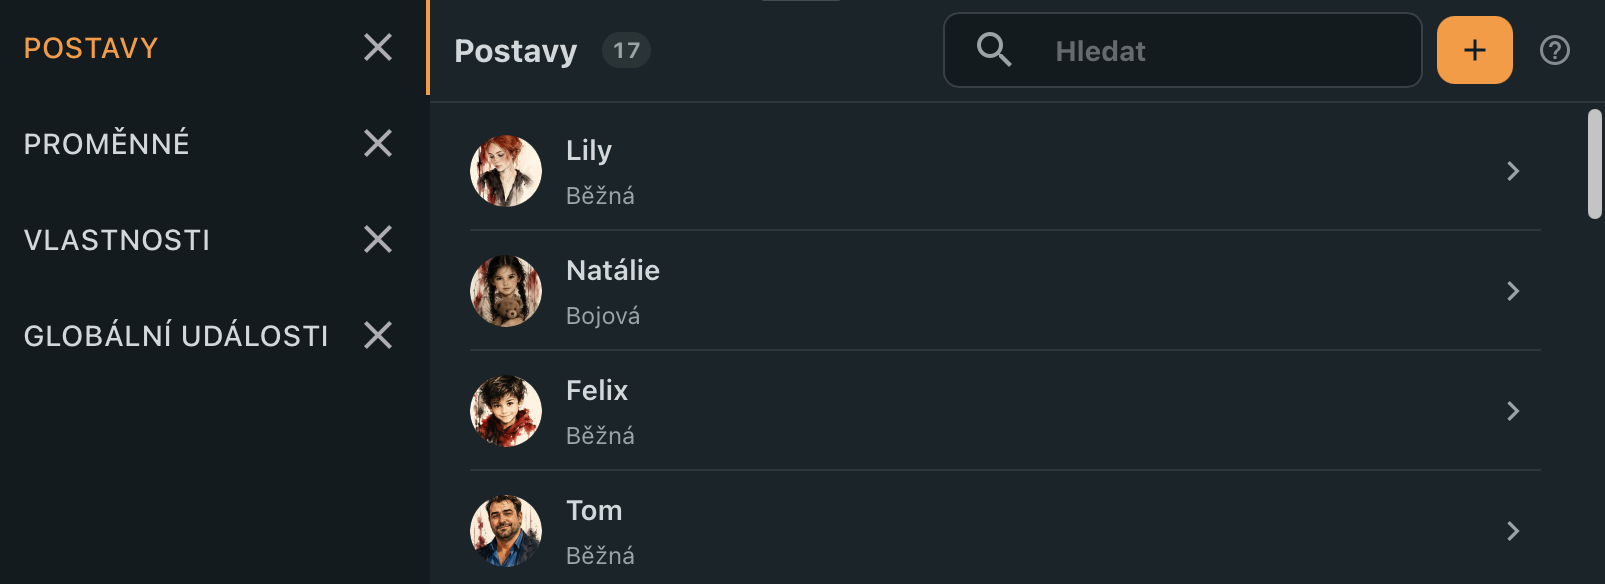 POSTAVY
PROMĚNNÉ
VLASTNOSTI
GLOBÁLNÍ UDÁLOSTI
Postavy 17
Hledat
Lily
Běžná
Natálie
Bojová
Felix
Běžná
Tom
Běžná